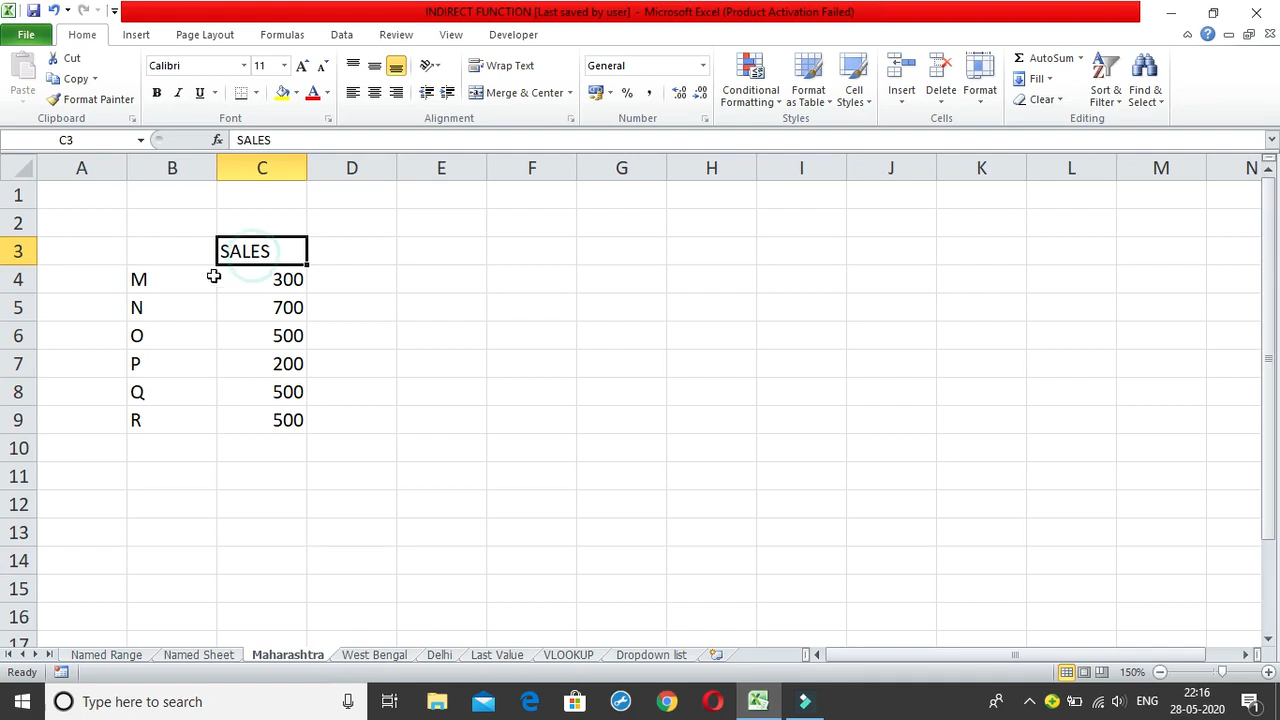 INDIRECT FUNCTION [Last saved by user] - Microsoft Excel (Product Activation Failed)
File Home Insert Page Layout Formulas Data Review View Developer
Cut
Copy
Format Painter
Paste
Clipboard
Calibri 11
B I U
Font
Wrap Text
Merge & Center
Alignment
General
% ,
Number
Conditional Formatting
Format as Table
Cell Styles
Styles
Insert Delete Format
Cells
AutoSum
Fill
Clear
Sort & Filter
Find & Select
Editing
C3 fx SALES
A B C D E F G H I J K L M N
1
2
3 SALES
4 M 300
5 N 700
6 O 500
7 P 200
8 Q 500
9 R 500
10
11
12
13
14
15
16
17
Named Range Named Sheet Maharashtra West Bengal Delhi Last Value VLOOKUP Dropdown list
Ready 150%
Type here to search ENG 22:16
28-05-2020
1